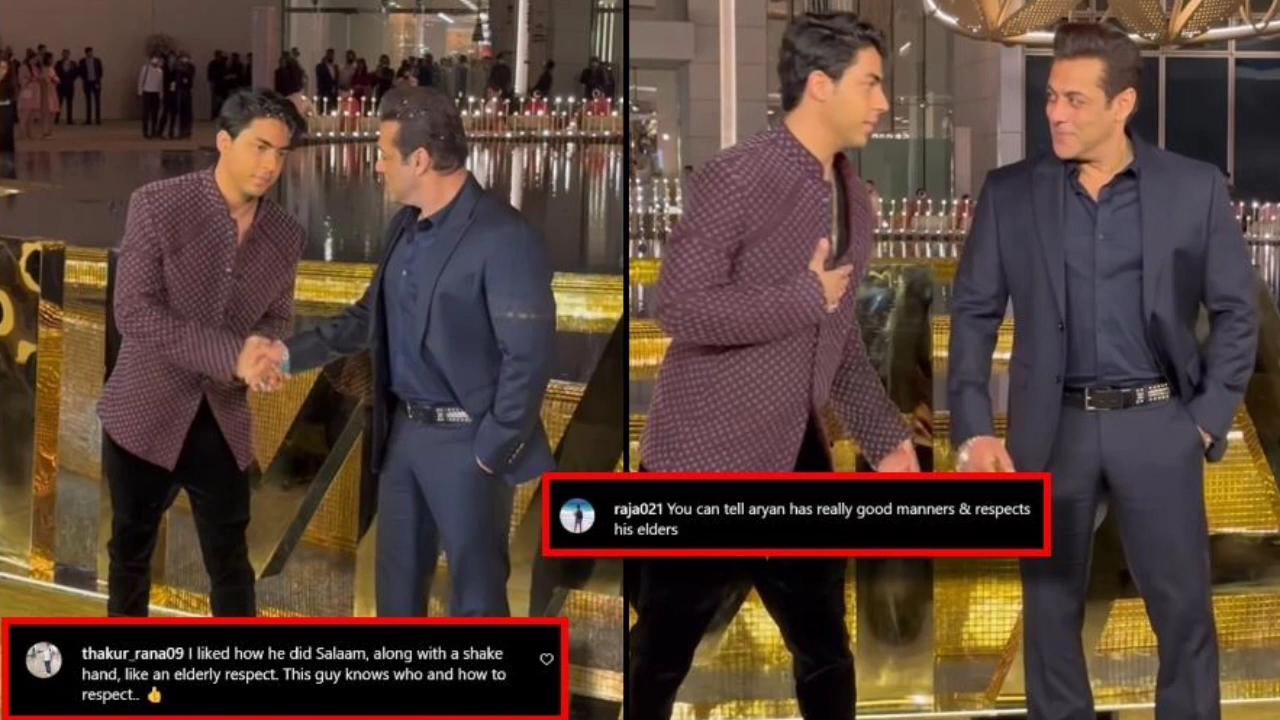 raja021 You can tell aryan has really good manners & respects
his elders
thakur_rana09 I liked how he did Salaam, along with a shake
hand, like an elderly respect. This guy knows who and how to
respect.. 👍